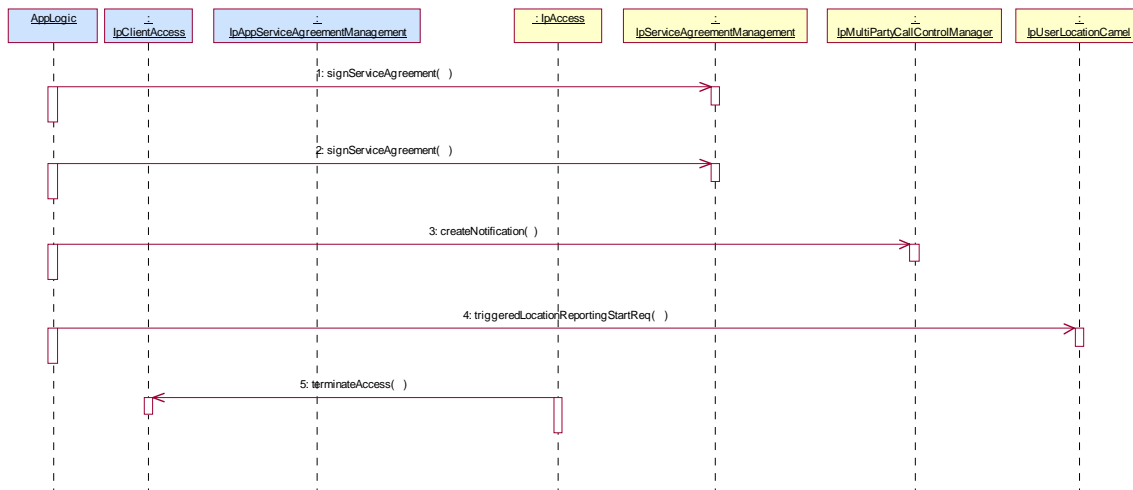 AppLogic
:
IpClientAccess
:
IpAppServiceAgreementManagement
: IpAccess
:
IpServiceAgreementManagement
:
IpMultiPartyCallControlManager
:
IpUserLocationCamel
1: signServiceAgreement( )
2: signServiceAgreement( )
3: createNotification( )
4: triggeredLocationReportingStartReq( )
5: terminateAccess( )